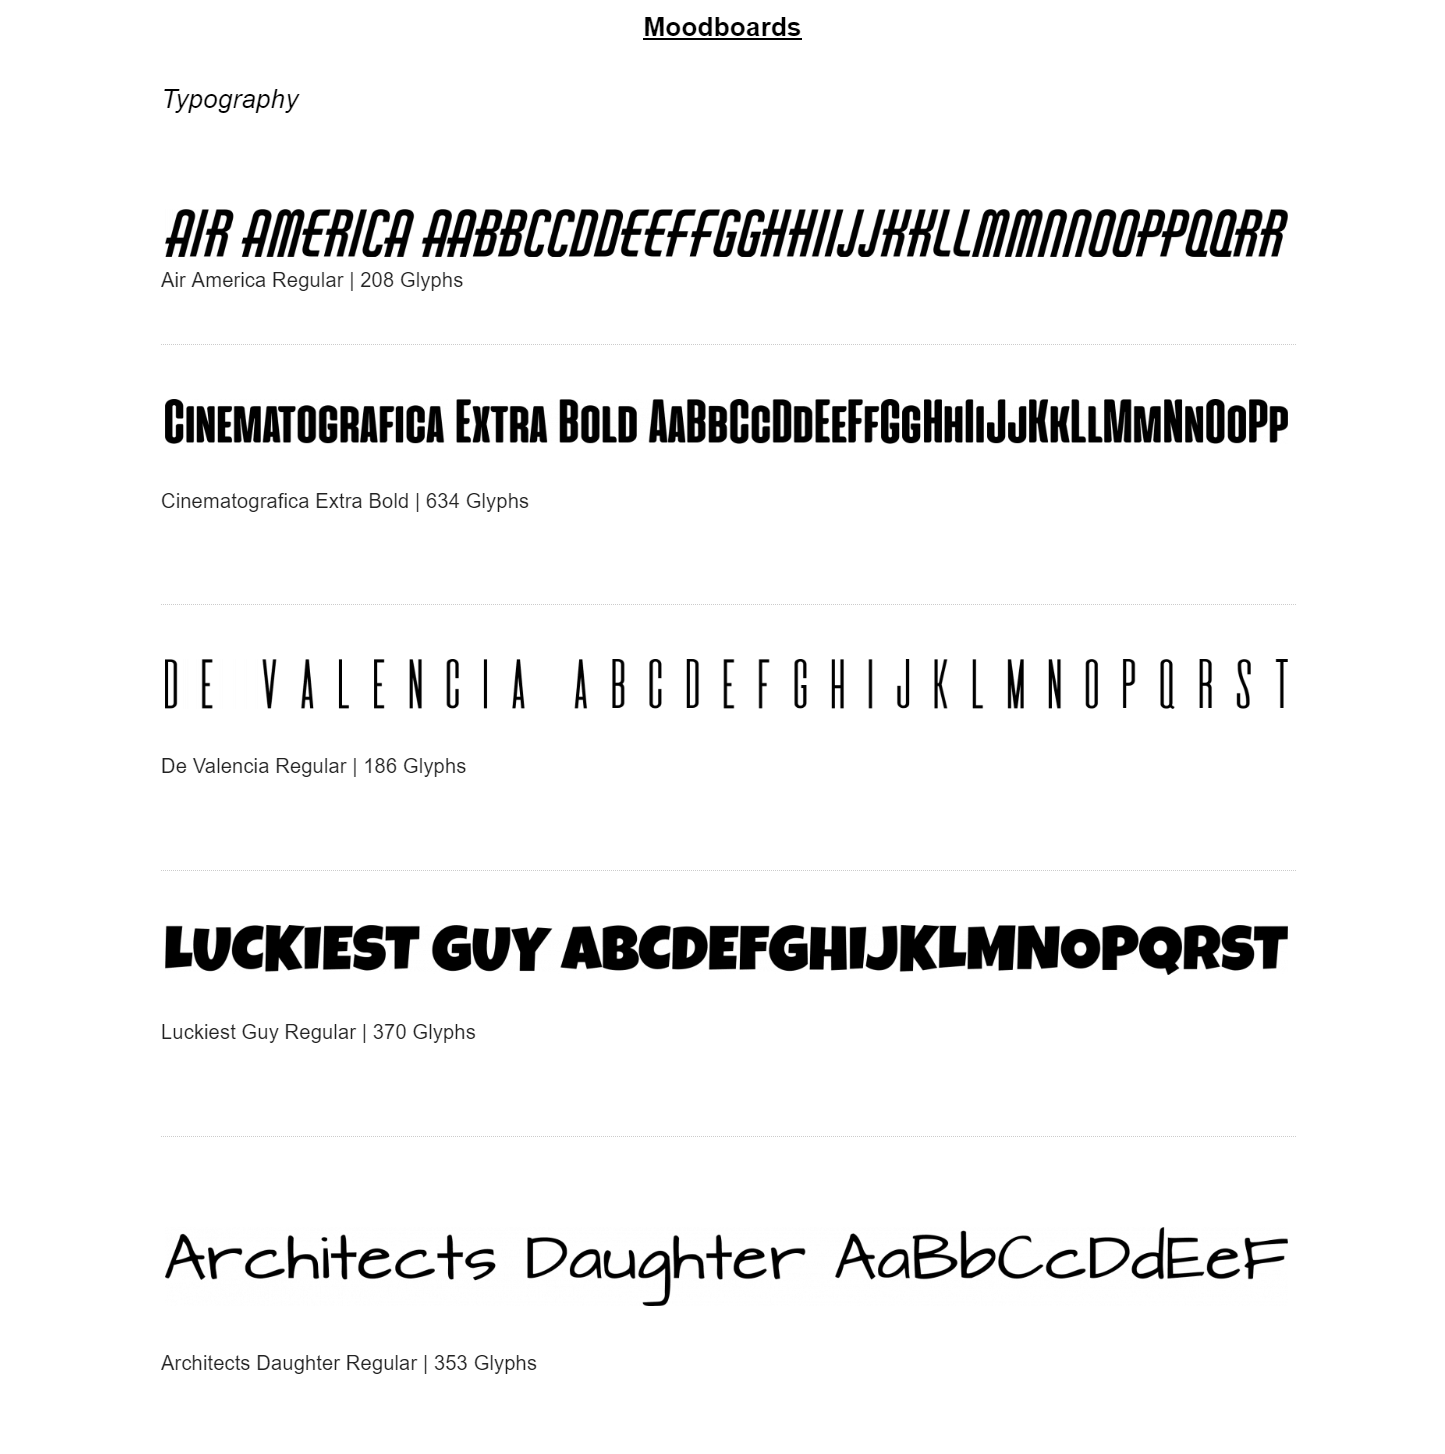 Moodboards
Typography
AIR AMERICA AABBCCDDEEFFGGHHIIJJKKLLMMNNOOPPQQRR
Air America Regular | 208 Glyphs
Cinematografica Extra Bold AaBbCcDdEeFfGgHhIiJjKkLlMmNnOoPp
Cinematografica Extra Bold | 634 Glyphs
DE VALENCIA ABCDEFGHIJKLMNOPQRST
De Valencia Regular | 186 Glyphs
LUCKIEST GUY ABCDEFGHIJKLMNOPQRST
Luckiest Guy Regular | 370 Glyphs
Architects Daughter AaBbCcDdEeF
Architects Daughter Regular | 353 Glyphs